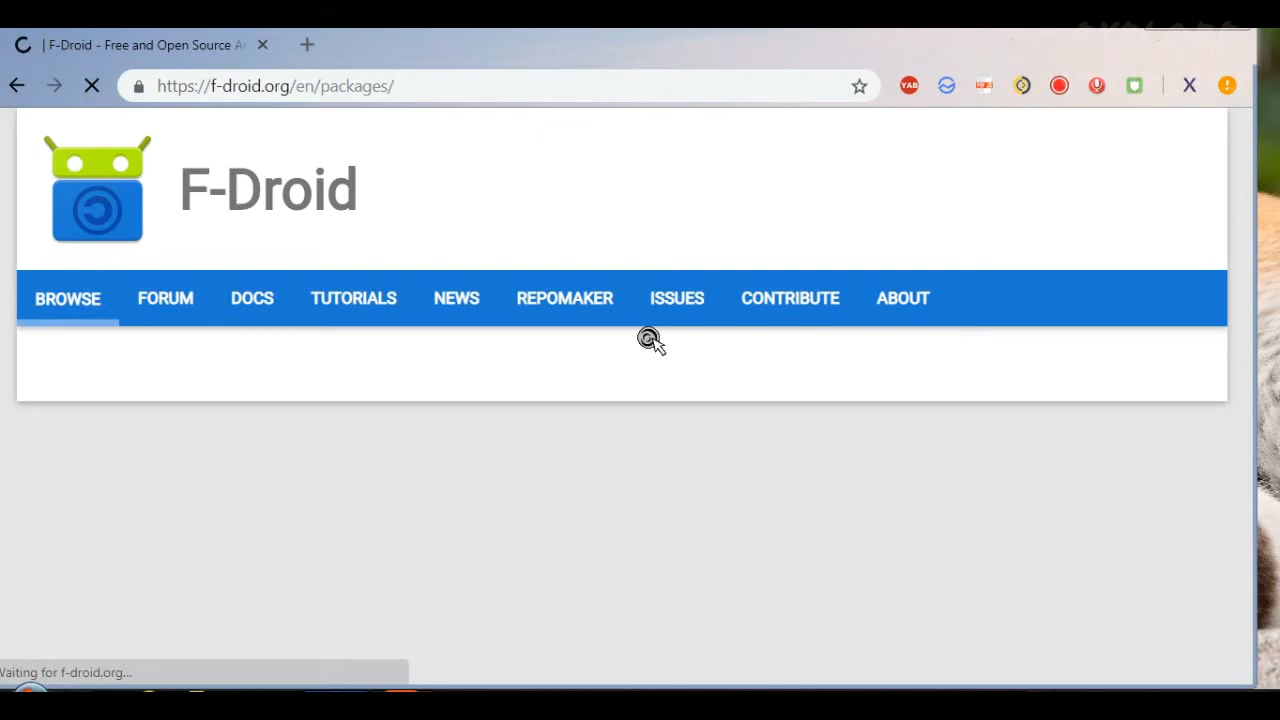 | F-Droid - Free and Open Source A
https://f-droid.org/en/packages/
YAB
X
F-Droid
BROWSE FORUM DOCS TUTORIALS NEWS REPOMAKER ISSUES CONTRIBUTE ABOUT
Waiting for f-droid.org...